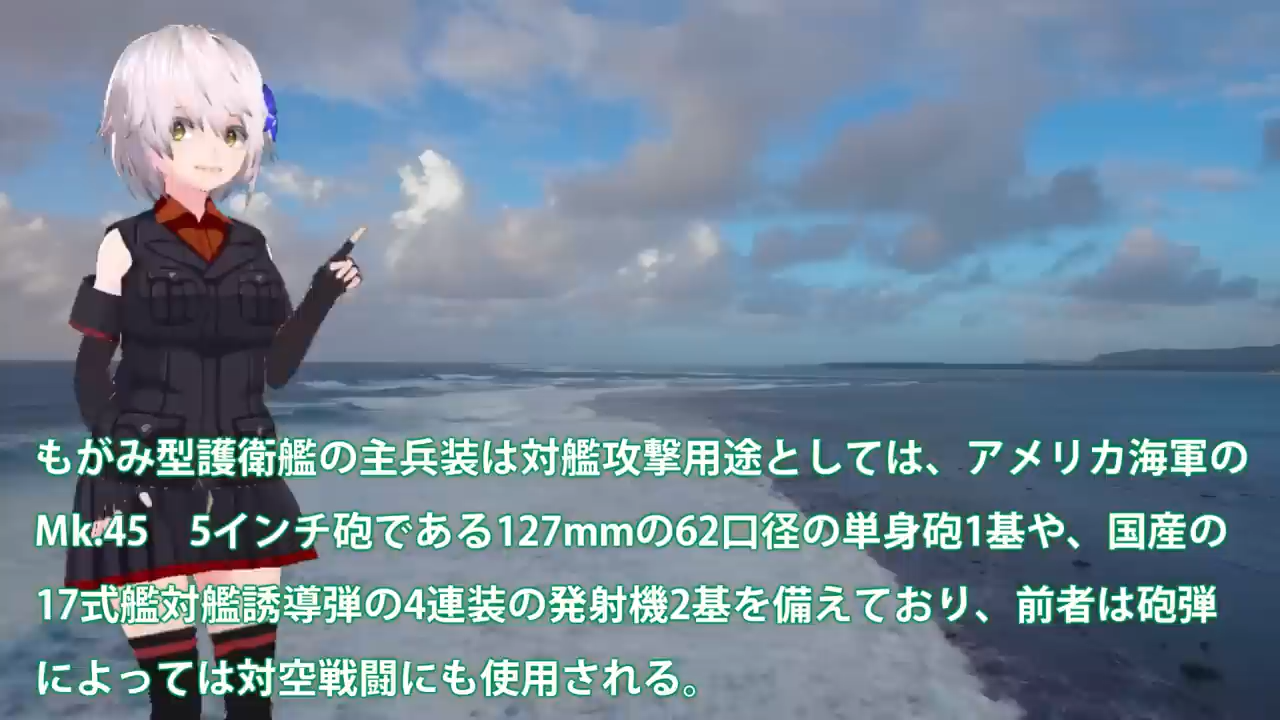 もがみ型護衛艦の主兵装は対艦攻撃用途としては、アメリカ海軍の
Mk.45　5インチ砲である127mmの62口径の単身砲1基や、国産の
17式艦対艦誘導弾の4連装の発射機2基を備えており、前者は砲弾
によっては対空戦闘にも使用される。